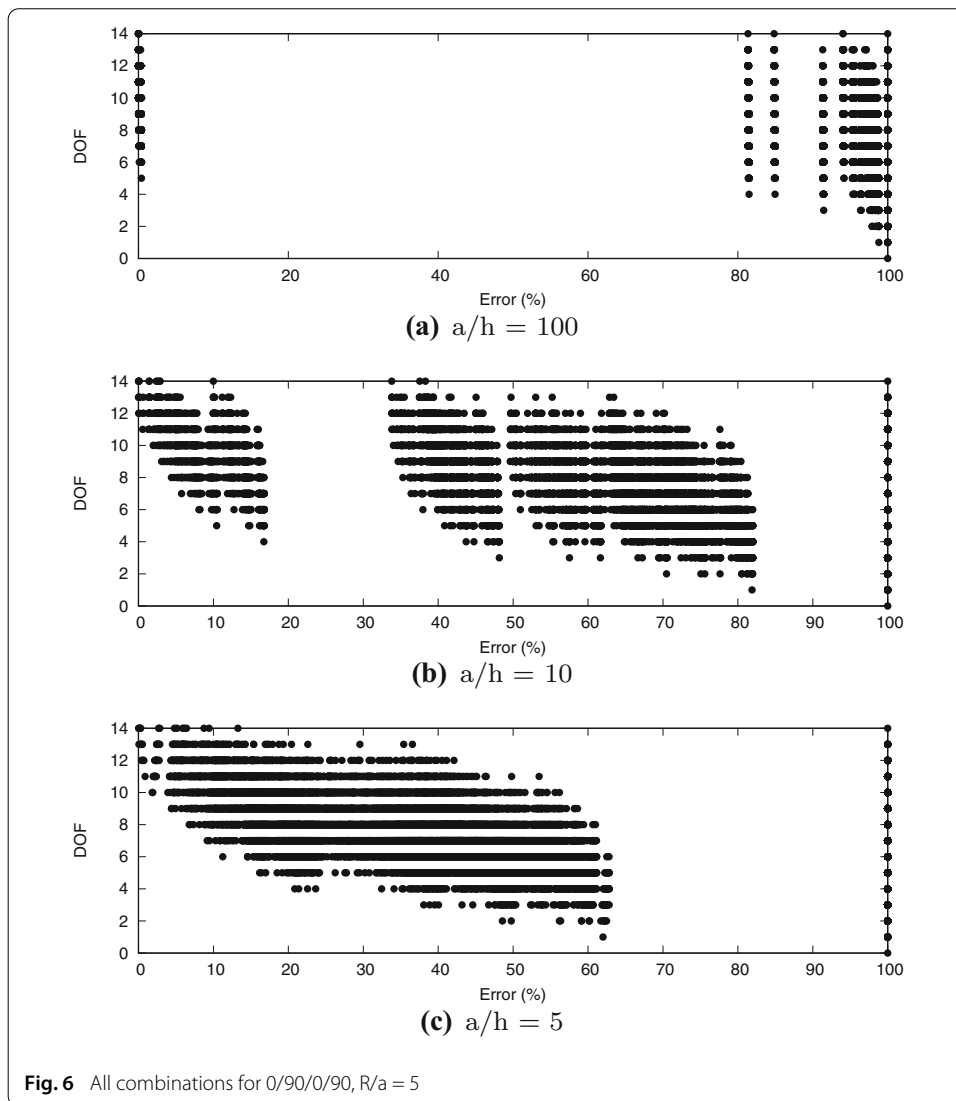 14
12
10
8
6
4
2
0
DOF
0 20 40 60 80 100
Error (%)
(a) a/h = 100
14
12
10
8
6
4
2
0
DOF
0 10 20 30 40 50 60 70 80 90 100
Error (%)
(b) a/h = 10
14
12
10
8
6
4
2
0
DOF
0 10 20 30 40 50 60 70 80 90 100
Error (%)
(c) a/h = 5
Fig. 6 All combinations for 0/90/0/90, R/a = 5